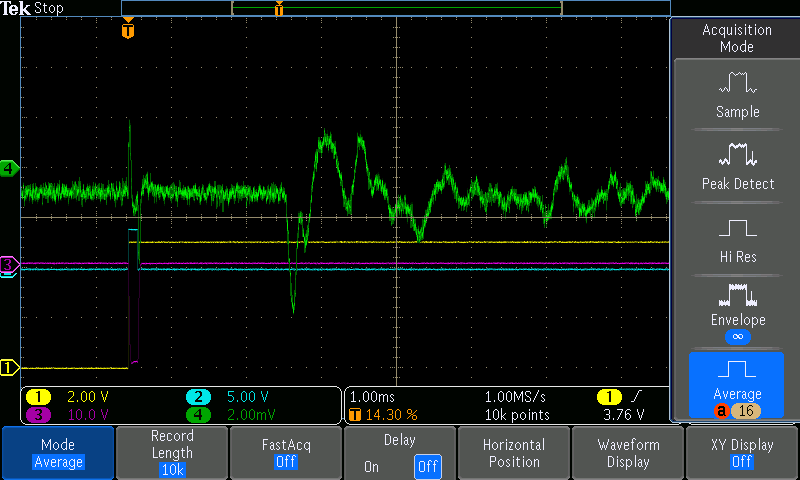 Tek Stop
T
T
Acquisition
Mode
Sample
Peak Detect
Hi Res
Envelope
∞
Average
a 16
4
3
1
1 2.00 V 2 5.00 V
3 10.0 V 4 2.00mV
1.00ms 1.00MS/s 1
T 14.30 % 10k points 3.76 V
Mode
Average
Record
Length
10k
FastAcq
Off
Delay
On Off
Horizontal
Position
Waveform
Display
XY Display
Off